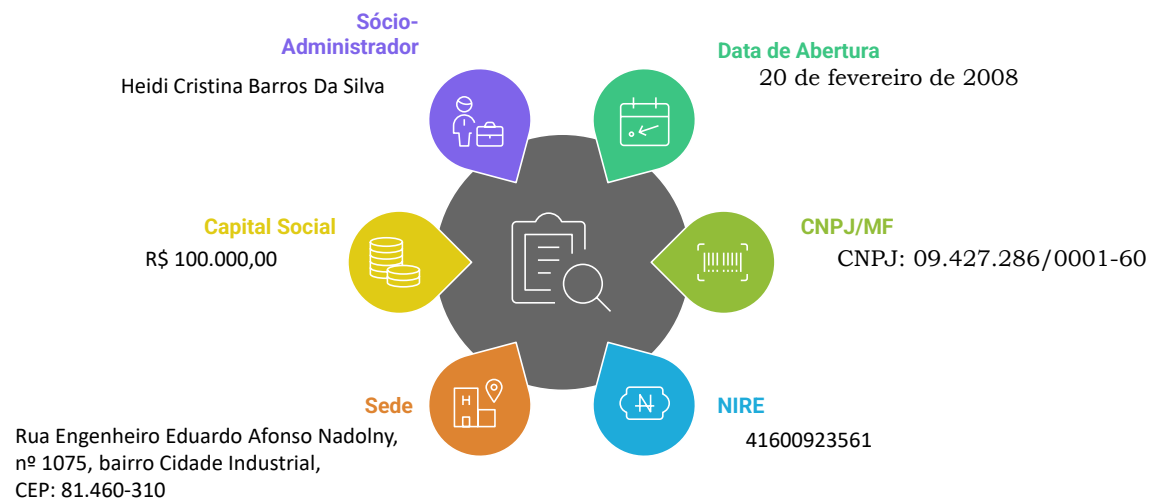 Sócio-
Administrador
Heidi Cristina Barros Da Silva
Data de Abertura
20 de fevereiro de 2008
Capital Social
R$ 100.000,00
CNPJ/MF
CNPJ: 09.427.286/0001-60
Sede
Rua Engenheiro Eduardo Afonso Nadolny,
nº 1075, bairro Cidade Industrial,
CEP: 81.460-310
H
N
NIRE
41600923561